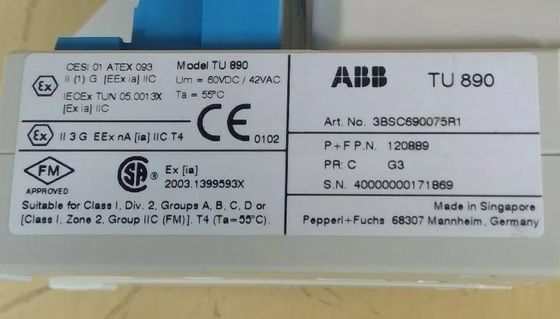 CESI 01 ATEX 093
II (1) G [EEx ia] IIC
IECEx TUN 05.0013X
[Ex ia] IIC
Model TU 890
Um = 60VDC / 42VAC
Ta = 55°C
Ex
CE 0102
Ex II 3 G EEx nA [ia] IIC T4
FM
APPROVED
SA ®
Ex [ia]
2003.1399593X
Suitable for Class I, Div. 2, Groups A, B, C, D or
[Class I, Zone 2, Group IIC (FM)]. T4 (Ta=55°C).
ABB TU 890
Art. No. 3BSC690075R1
P+F P.N. 120889
PR: C G3
S.N. 40000000171869
Made in Singapore
Pepperl+Fuchs 68307 Mannheim, Germany